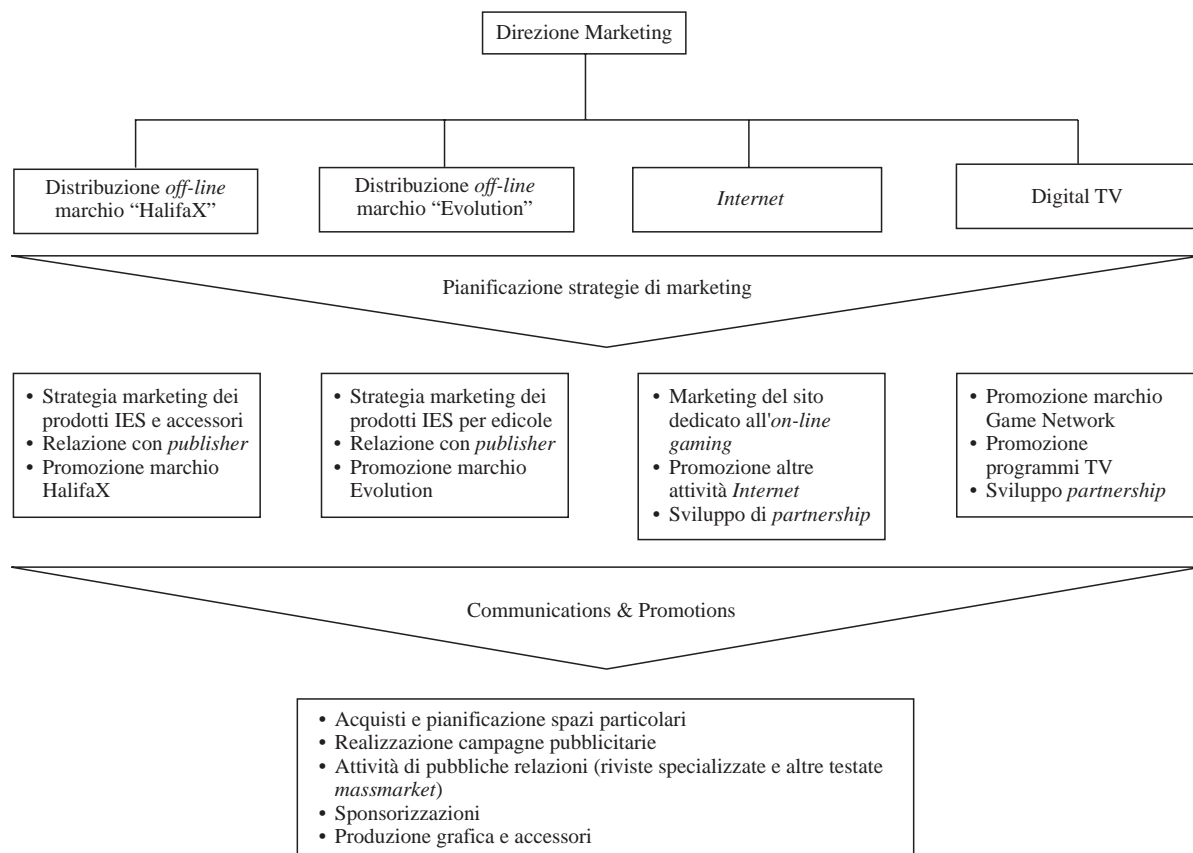 Direzione Marketing
Distribuzione off-line
marchio “HalifaX”
Distribuzione off-line
marchio “Evolution”
Internet
Digital TV
Pianificazione strategie di marketing
• Strategia marketing dei
prodotti IES e accessori
• Relazione con publisher
• Promozione marchio
HalifaX
• Strategia marketing dei
prodotti IES per edicole
• Relazione con publisher
• Promozione marchio
Evolution
• Marketing del sito
dedicato all'on-line
gaming
• Promozione altre
attività Internet
• Sviluppo di partnership
• Promozione marchio
Game Network
• Promozione
programmi TV
• Sviluppo partnership
Communications & Promotions
• Acquisti e pianificazione spazi particolari
• Realizzazione campagne pubblicitarie
• Attività di pubbliche relazioni (riviste specializzate e altre testate
massmarket)
• Sponsorizzazioni
• Produzione grafica e accessori